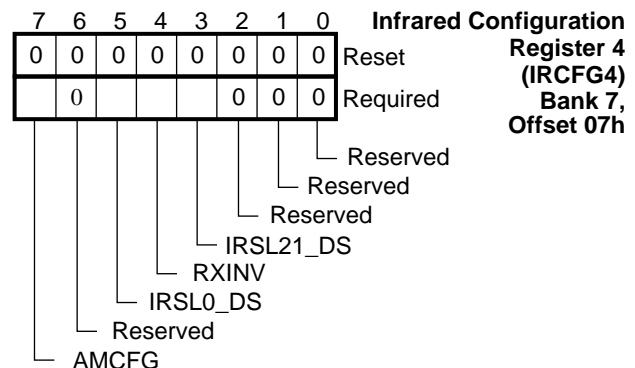 7 6 5 4 3 2 1 0
Infrared Configuration
Register 4
(IRCFG4)
Bank 7,
Offset 07h
0 0 0 0 0 0 0 0 Reset
0 0 0 0 Required
Reserved
Reserved
Reserved
IRSL21_DS
RXINV
IRSL0_DS
Reserved
AMCFG